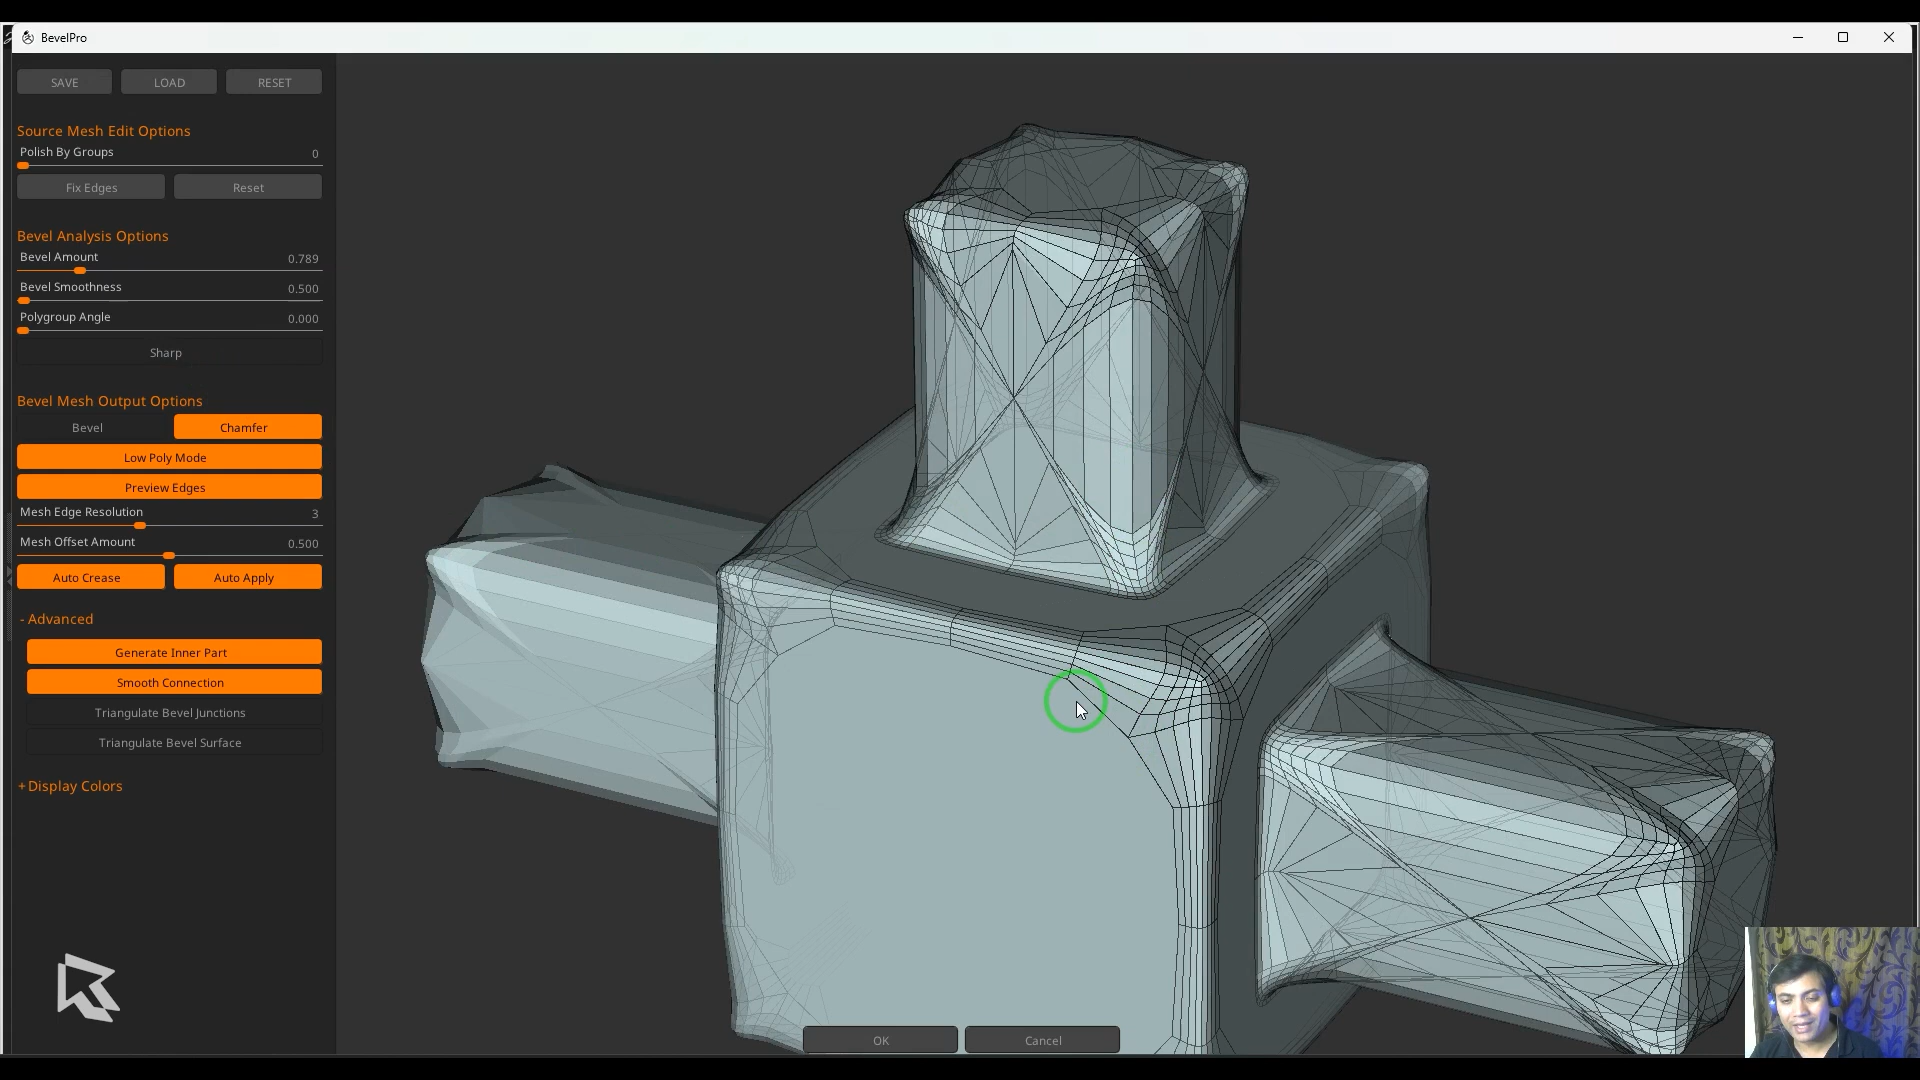 BevelPro
SAVE LOAD RESET
Source Mesh Edit Options
Polish By Groups 0
Fix Edges Reset
Bevel Analysis Options
Bevel Amount 0.789
Bevel Smoothness 0.500
Polygroup Angle 0.000
Sharp
Bevel Mesh Output Options
Bevel Chamfer
Low Poly Mode
Preview Edges
Mesh Edge Resolution 3
Mesh Offset Amount 0.500
Auto Crease Auto Apply
- Advanced
Generate Inner Part
Smooth Connection
Triangulate Bevel Junctions
Triangulate Bevel Surface
+ Display Colors
OK Cancel